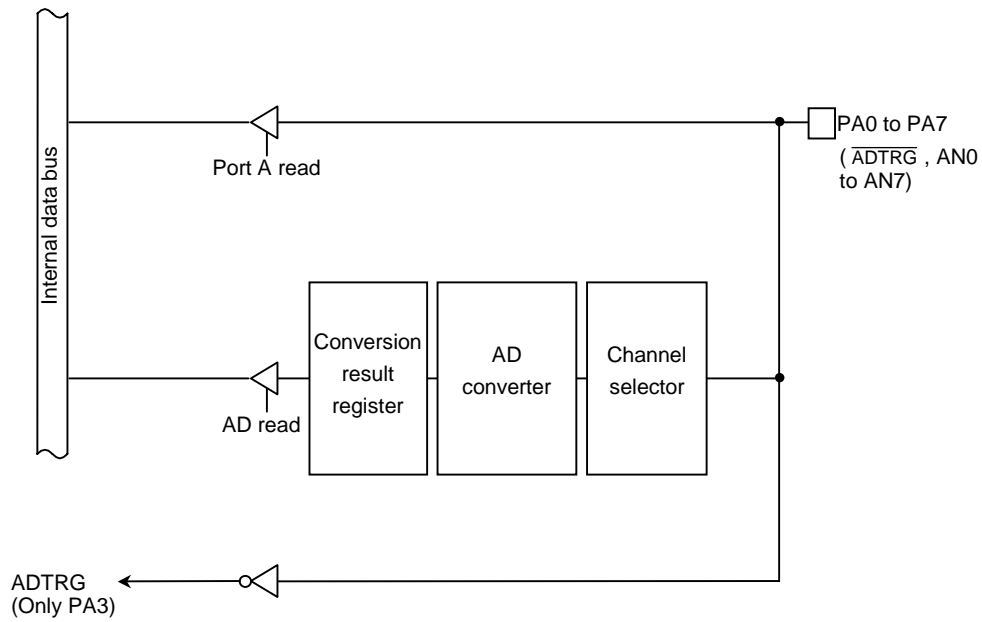 Internal data bus
Port A read
PA0 to PA7
( ADTRG , AN0
to AN7)
Conversion
result
register
AD
converter
Channel
selector
AD read
ADTRG
(Only PA3)